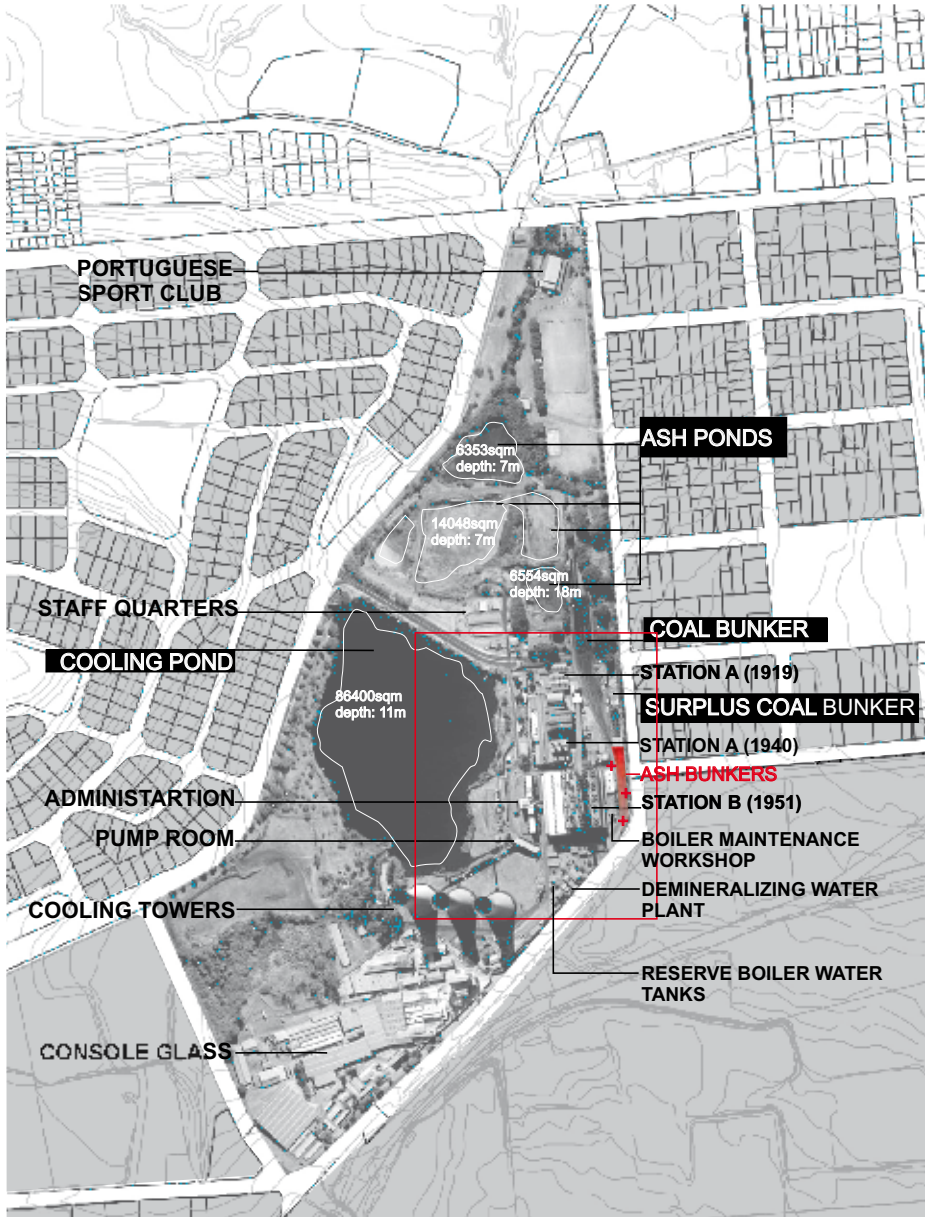 PORTUGUESE
SPORT CLUB
6353sqm
depth: 7m
ASH PONDS
14048sqm
depth: 7m
6554sqm
depth: 18m
STAFF QUARTERS
COAL BUNKER
COOLING POND
STATION A (1919)
86400sqm
depth: 11m
SURPLUS COAL BUNKER
STATION A (1940)
ASH BUNKERS
ADMINISTARTION
STATION B (1951)
PUMP ROOM
BOILER MAINTENANCE
WORKSHOP
DEMINERALIZING WATER
PLANT
COOLING TOWERS
RESERVE BOILER WATER
TANKS
CONSOLE GLASS